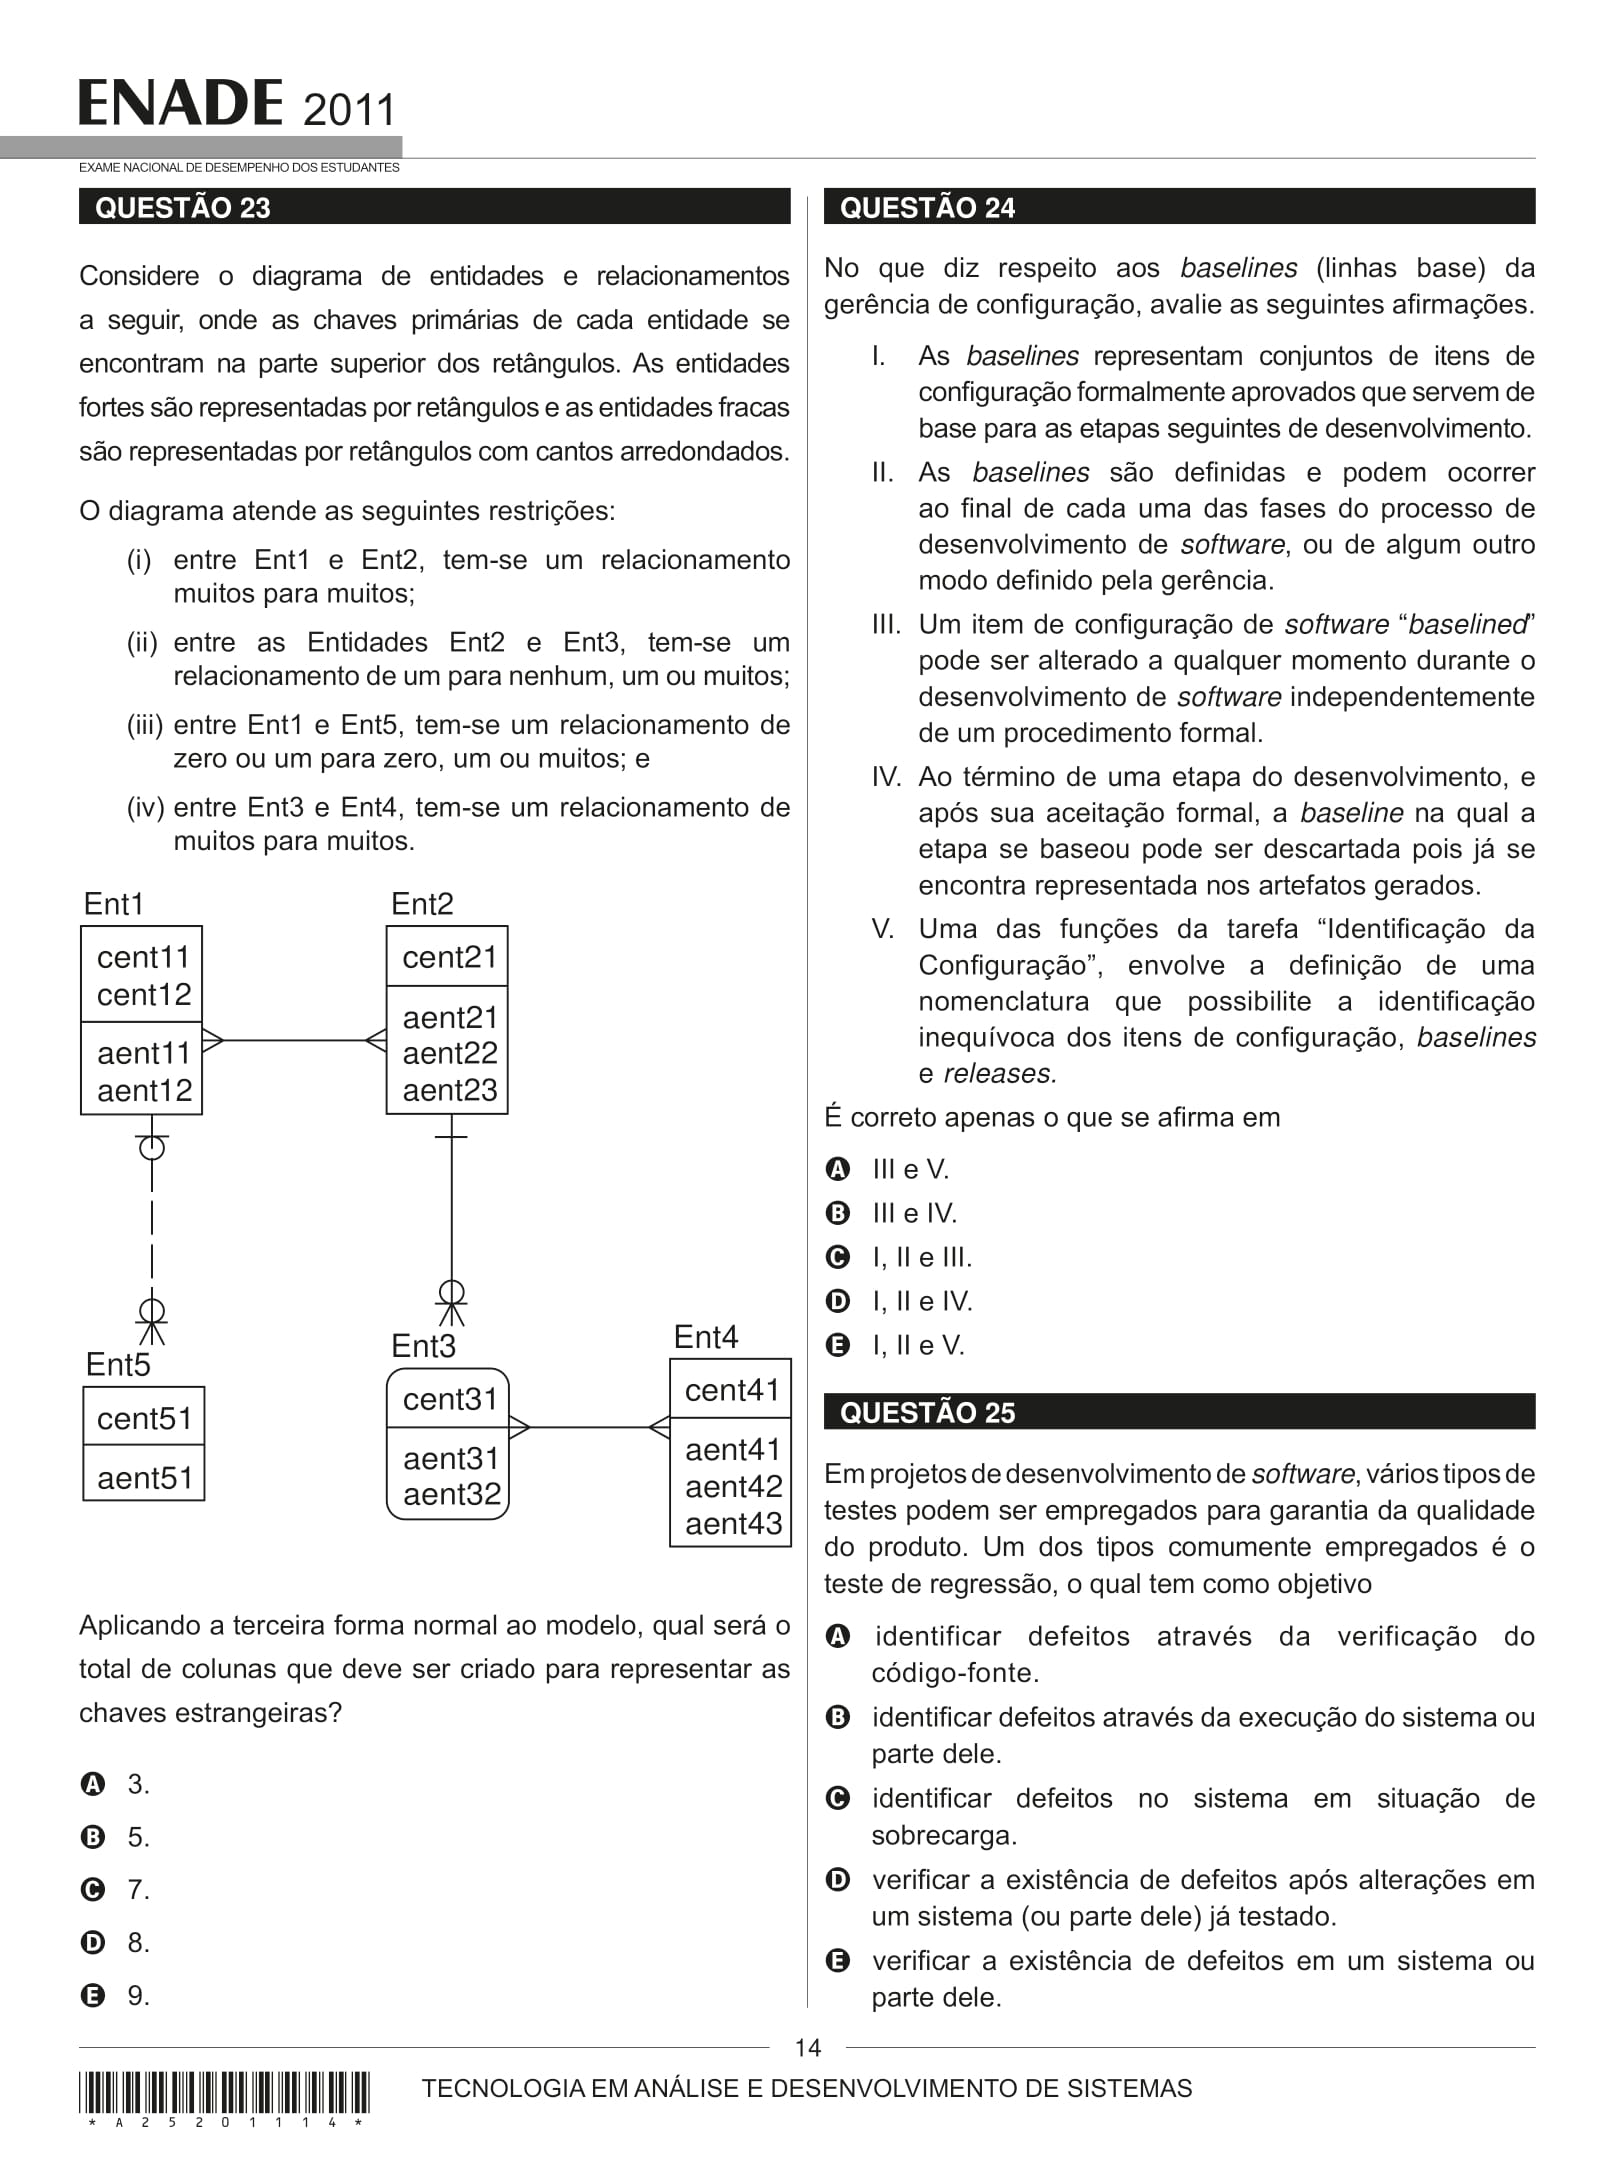 ENADE 2011
EXAME NACIONAL DE DESEMPENHO DOS ESTUDANTES
QUESTÃO 23
Considere o diagrama de entidades e relacionamentos
a seguir, onde as chaves primárias de cada entidade se
encontram na parte superior dos retângulos. As entidades
fortes são representadas por retângulos e as entidades fracas
são representadas por retângulos com cantos arredondados.
O diagrama atende as seguintes restrições:
(i) entre Ent1 e Ent2, tem-se um relacionamento
muitos para muitos;
(ii) entre as Entidades Ent2 e Ent3, tem-se um
relacionamento de um para nenhum, um ou muitos;
(iii) entre Ent1 e Ent5, tem-se um relacionamento de
zero ou um para zero, um ou muitos; e
(iv) entre Ent3 e Ent4, tem-se um relacionamento de
muitos para muitos.
Ent1
cent11
cent12
aent11
aent12
Ent2
cent21
aent21
aent22
aent23
Ent5
cent51
aent51
Ent3
cent31
aent31
aent32
Ent4
cent41
aent41
aent42
aent43
Aplicando a terceira forma normal ao modelo, qual será o
total de colunas que deve ser criado para representar as
chaves estrangeiras?
A 3.
B 5.
C 7.
D 8.
E 9.
QUESTÃO 24
No que diz respeito aos baselines (linhas base) da
gerência de configuração, avalie as seguintes afirmações.
I. As baselines representam conjuntos de itens de
configuração formalmente aprovados que servem de
base para as etapas seguintes de desenvolvimento.
II. As baselines são definidas e podem ocorrer
ao final de cada uma das fases do processo de
desenvolvimento de software, ou de algum outro
modo definido pela gerência.
III. Um item de configuração de software “baselined”
pode ser alterado a qualquer momento durante o
desenvolvimento de software independentemente
de um procedimento formal.
IV. Ao término de uma etapa do desenvolvimento, e
após sua aceitação formal, a baseline na qual a
etapa se baseou pode ser descartada pois já se
encontra representada nos artefatos gerados.
V. Uma das funções da tarefa “Identificação da
Configuração”, envolve a definição de uma
nomenclatura que possibilite a identificação
inequívoca dos itens de configuração, baselines
e releases.
É correto apenas o que se afirma em
A III e V.
B III e IV.
C I, II e III.
D I, II e IV.
E I, II e V.
QUESTÃO 25
Em projetos de desenvolvimento de software, vários tipos de
testes podem ser empregados para garantia da qualidade
do produto. Um dos tipos comumente empregados é o
teste de regressão, o qual tem como objetivo
A identificar defeitos através da verificação do
código-fonte.
B identificar defeitos através da execução do sistema ou
parte dele.
C identificar defeitos no sistema em situação de
sobrecarga.
D verificar a existência de defeitos após alterações em
um sistema (ou parte dele) já testado.
E verificar a existência de defeitos em um sistema ou
parte dele.
14
TECNOLOGIA EM ANÁLISE E DESENVOLVIMENTO DE SISTEMAS
* A 2 5 2 0 1 1 1 4 *